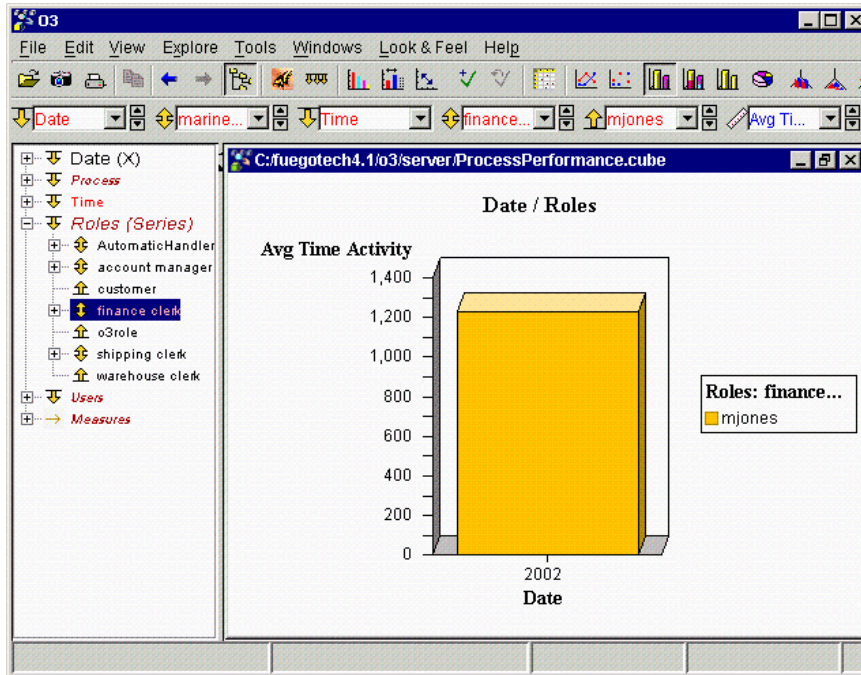 O3
File Edit View Explore Tools Windows Look & Feel Help
Date marine... Time finance... mjones Avg Ti...
Date (X)
Process
Time
Roles (Series)
AutomaticHandler
account manager
customer
finance clerk
o3role
shipping clerk
warehouse clerk
Users
Measures
C:/fuegotech4.1/o3/server/ProcessPerformance.cube
Date / Roles
Avg Time Activity
1,400
1,200
1,000
800
600
400
200
0
2002
Date
Roles: finance...
mjones